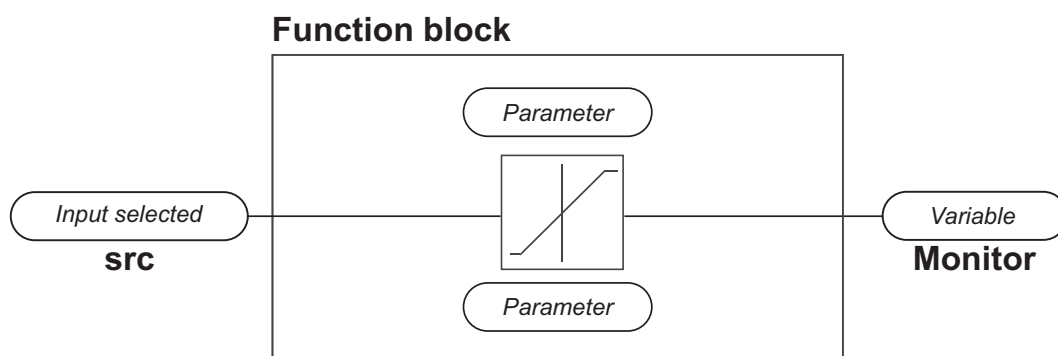 Function block
Parameter
Input selected
src
Variable
Monitor
Parameter